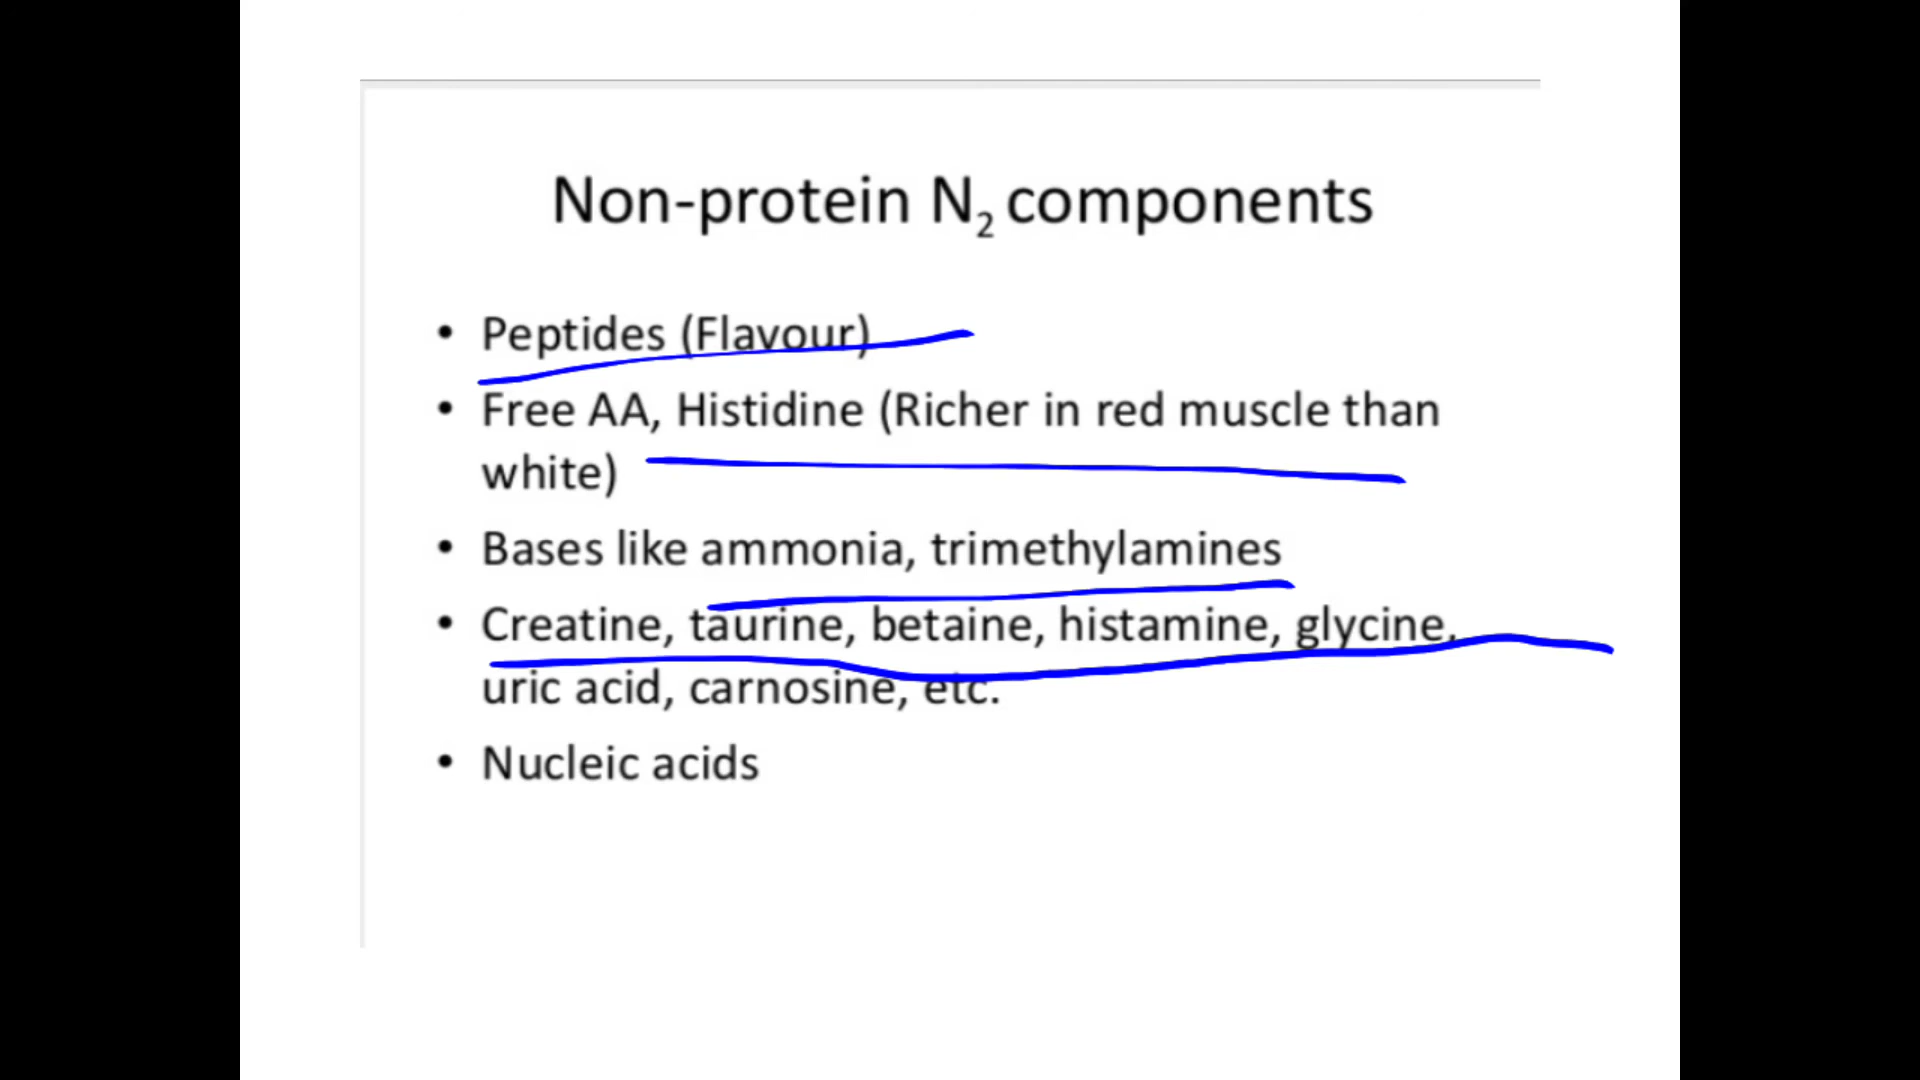 Non-protein N₂ components
• Peptides (Flavour)
• Free AA, Histidine (Richer in red muscle than
white)
• Bases like ammonia, trimethylamines
• Creatine, taurine, betaine, histamine, glycine,
uric acid, carnosine, etc.
• Nucleic acids